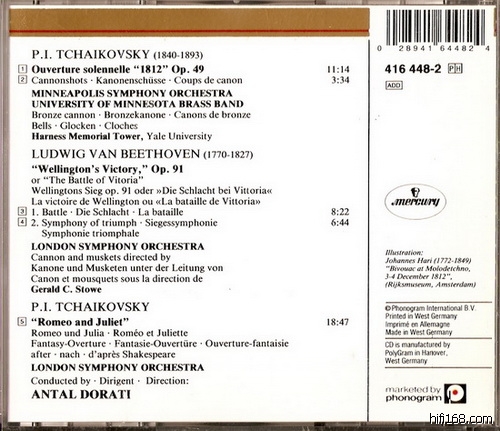 P.I. TCHAIKOVSKY (1840-1893)
1 Ouverture solennelle "1812" Op. 49 11:14
2 Cannonshots · Kanonenschüsse · Coups de canon 3:34
MINNEAPOLIS SYMPHONY ORCHESTRA
UNIVERSITY OF MINNESOTA BRASS BAND
Bronze cannon · Bronzekanone · Canons de bronze
Bells · Glocken · Cloches
Harness Memorial Tower, Yale University
LUDWIG VAN BEETHOVEN (1770-1827)
"Wellington's Victory," Op. 91
or "The Battle of Vitoria"
Wellingtons Sieg op. 91 oder »Die Schlacht bei Vittoria«
La victoire de Wellington ou «La bataille de Vittoria»
3 1. Battle · Die Schlacht · La bataille 8:22
4 2. Symphony of triumph · Siegessymphonie 6:44
Symphonie triomphale
LONDON SYMPHONY ORCHESTRA
Cannon and muskets directed by
Kanone und Musketen unter der Leitung von
Canon et mousquets sous la direction de
Gerald C. Stowe
P.I. TCHAIKOVSKY
5 "Romeo and Juliet" 18:47
Romeo und Julia · Roméo et Juliette
Fantasy-Overture · Fantasie-Ouvertüre · Ouverture-fantaisie
after · nach · d'après Shakespeare
LONDON SYMPHONY ORCHESTRA
Conducted by · Dirigent · Direction:
ANTAL DORATI
0 28941 64482 4
416 448-2 PH
ADD
mercury
Illustration:
Johannes Hari (1772-1849)
"Bivouac at Molodetchno,
3-4 December 1812",
(Rijksmuseum, Amsterdam)
℗ Phonogram International B.V.
Printed in West Germany
Imprimé en Allemagne
Made in West Germany
CD is manufactured by
PolyGram in Hanover,
West Germany
marketed by
phonogram
hifi168.com